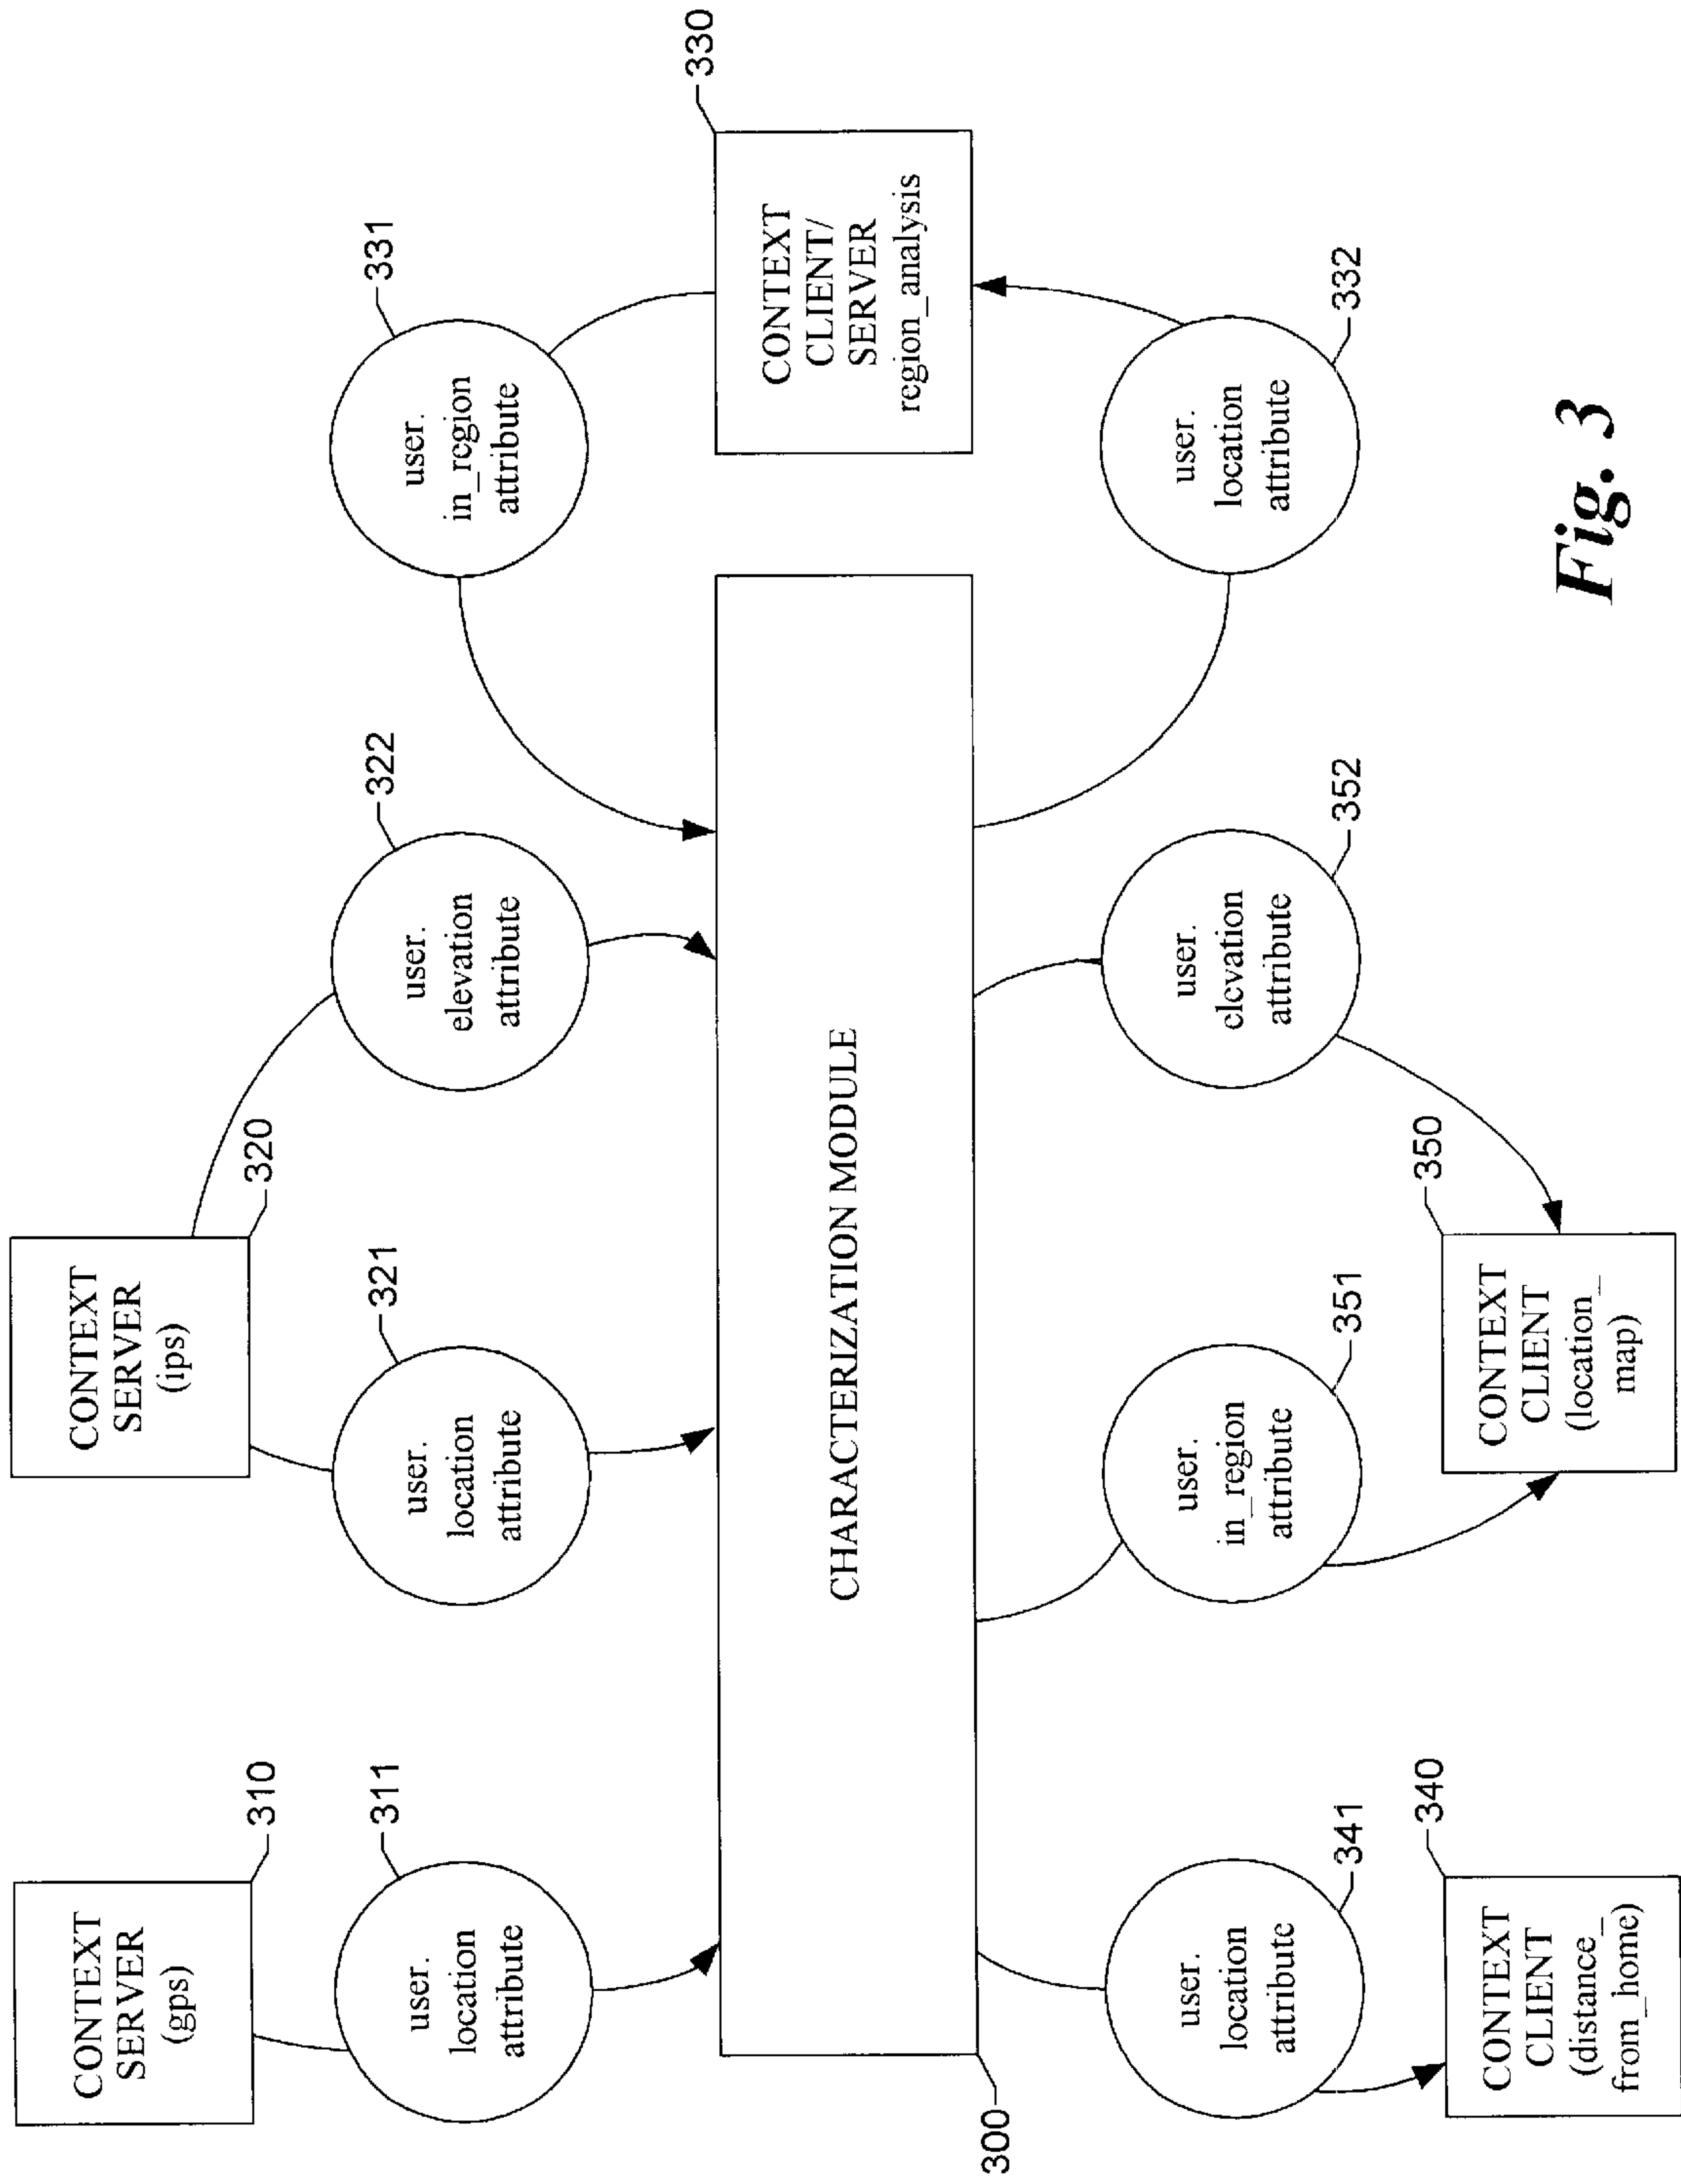 CONTEXT
SERVER
(gps)
310
CONTEXT
SERVER
(ips)
320
user.
location
attribute
311
user.
location
attribute
321
user.
elevation
attribute
322
user.
in_region
attribute
331
CHARACTERIZATION MODULE
300
CONTEXT
CLIENT/
SERVER
region_analysis
330
user.
location
attribute
341
user.
in_region
attribute
351
user.
elevation
attribute
352
user.
location
attribute
332
CONTEXT
CLIENT
(distance_
from_home)
340
CONTEXT
CLIENT
(location_
map)
350
Fig. 3